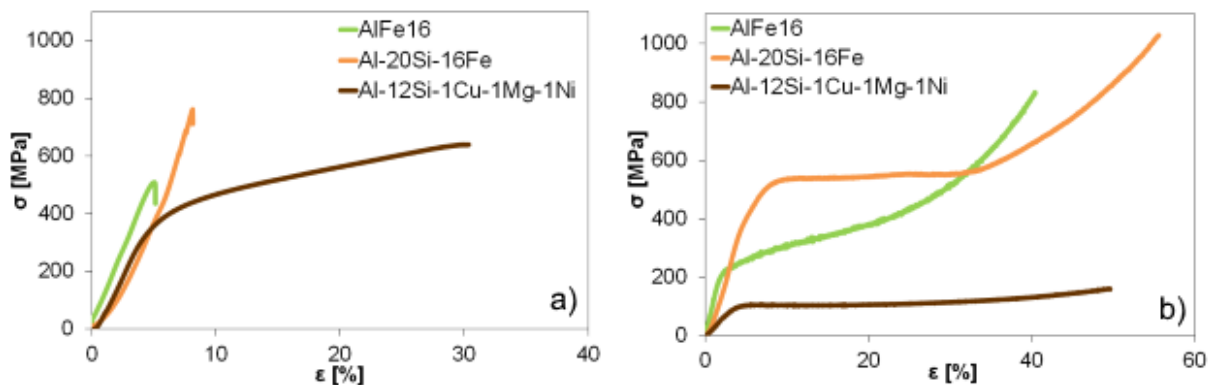 1000
800
600
400
200
0
σ [MPa]
AlFe16
Al-20Si-16Fe
Al-12Si-1Cu-1Mg-1Ni
a)
0 10 20 30 40
ε [%]
1000
800
600
400
200
0
σ [MPa]
AlFe16
Al-20Si-16Fe
Al-12Si-1Cu-1Mg-1Ni
b)
0 20 40 60
ε [%]